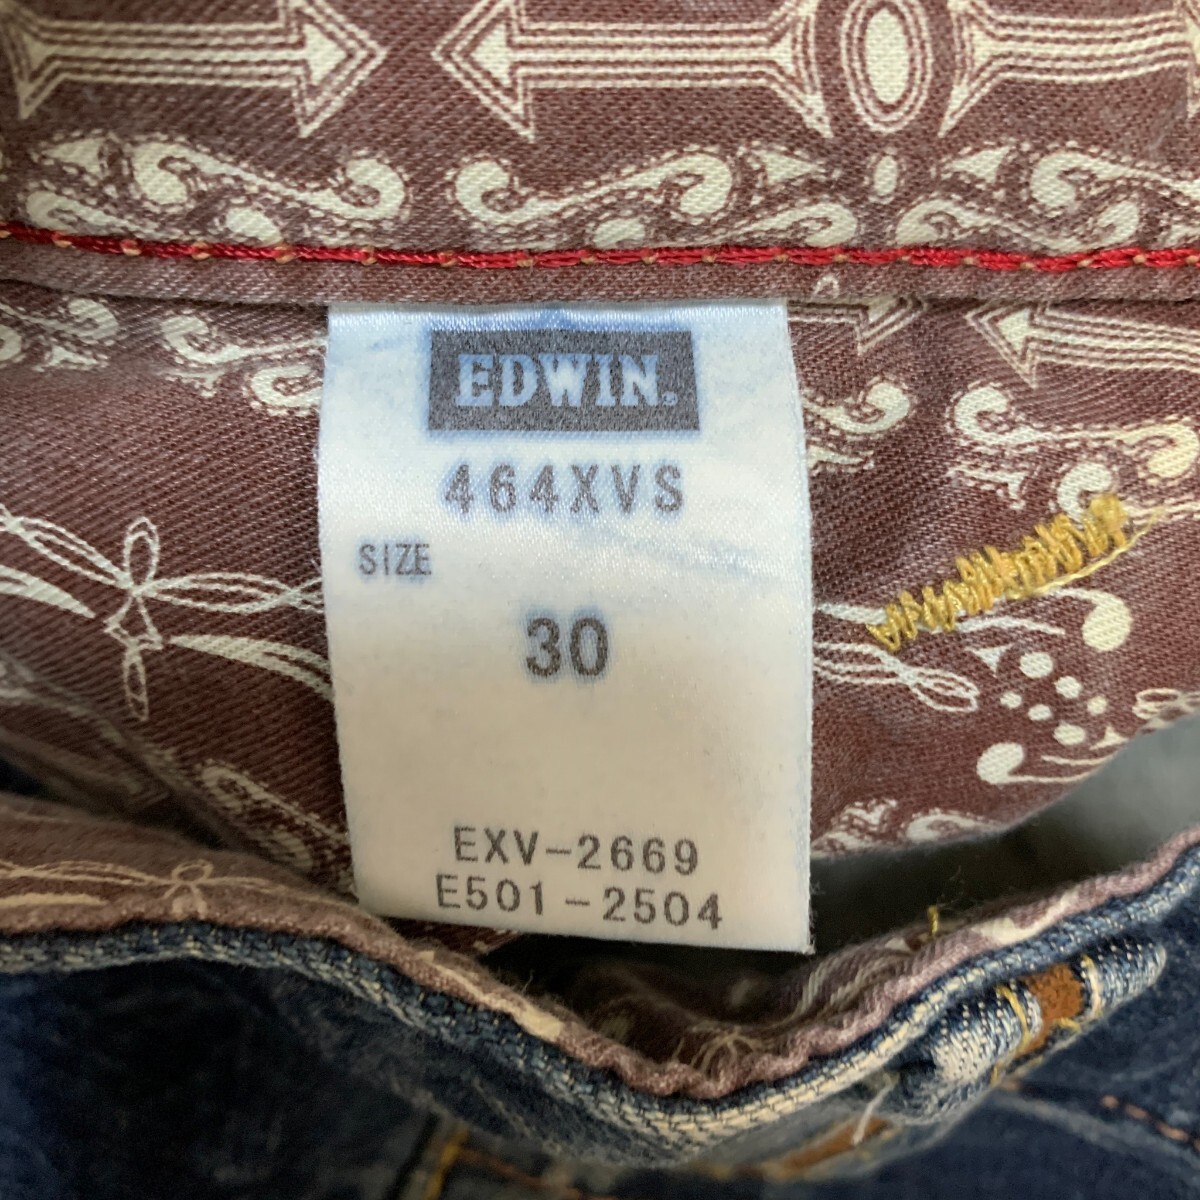 EDWIN.
464XVS
SIZE
30
EXV-2669
E501-2504